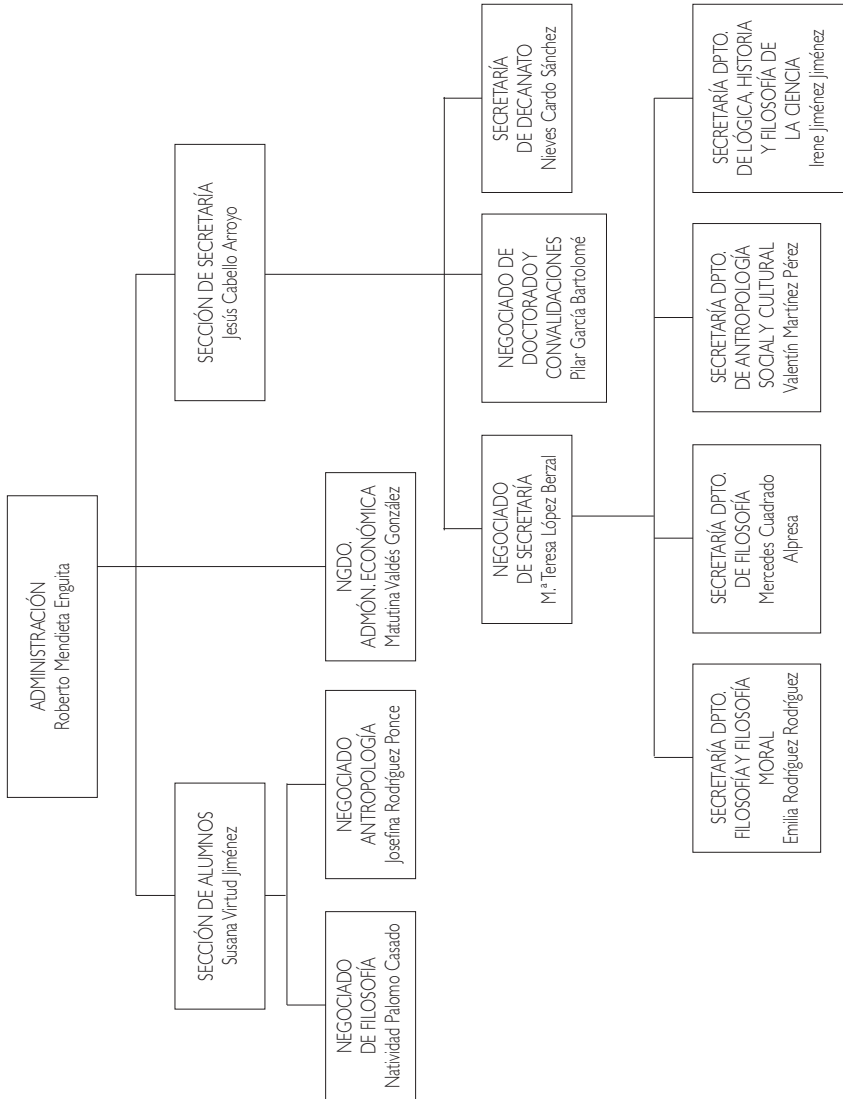 ADMINISTRACIÓN
Roberto Mendieta Enguita
SECCIÓN DE ALUMNOS
Susana Virtud Jiménez
SECCIÓN DE SECRETARÍA
Jesús Cabello Arroyo
NEGOCIADO
DE FILOSOFÍA
Natividad Palomo Casado
NEGOCIADO
ANTROPOLOGÍA
Josefina Rodríguez Ponce
NGDO.
ADMÓN. ECONÓMICA
Matutina Valdés González
NEGOCIADO
DE SECRETARÍA
M.ª Teresa López Berzal
NEGOCIADO DE
DOCTORADO Y
CONVALIDACIONES
Pilar García Bartolomé
SECRETARÍA
DE DECANATO
Nieves Cardo Sánchez
SECRETARÍA DPTO.
FILOSOFÍA Y FILOSOFÍA
MORAL
Emilia Rodríguez Rodríguez
SECRETARÍA DPTO.
DE FILOSOFÍA
Mercedes Cuadrado
Alpresa
SECRETARÍA DPTO.
DE ANTROPOLOGÍA
SOCIAL Y CULTURAL
Valentín Martínez Pérez
SECRETARÍA DPTO.
DE LÓGICA, HISTORIA
Y FILOSOFÍA DE
LA CIENCIA
Irene Jiménez Jiménez